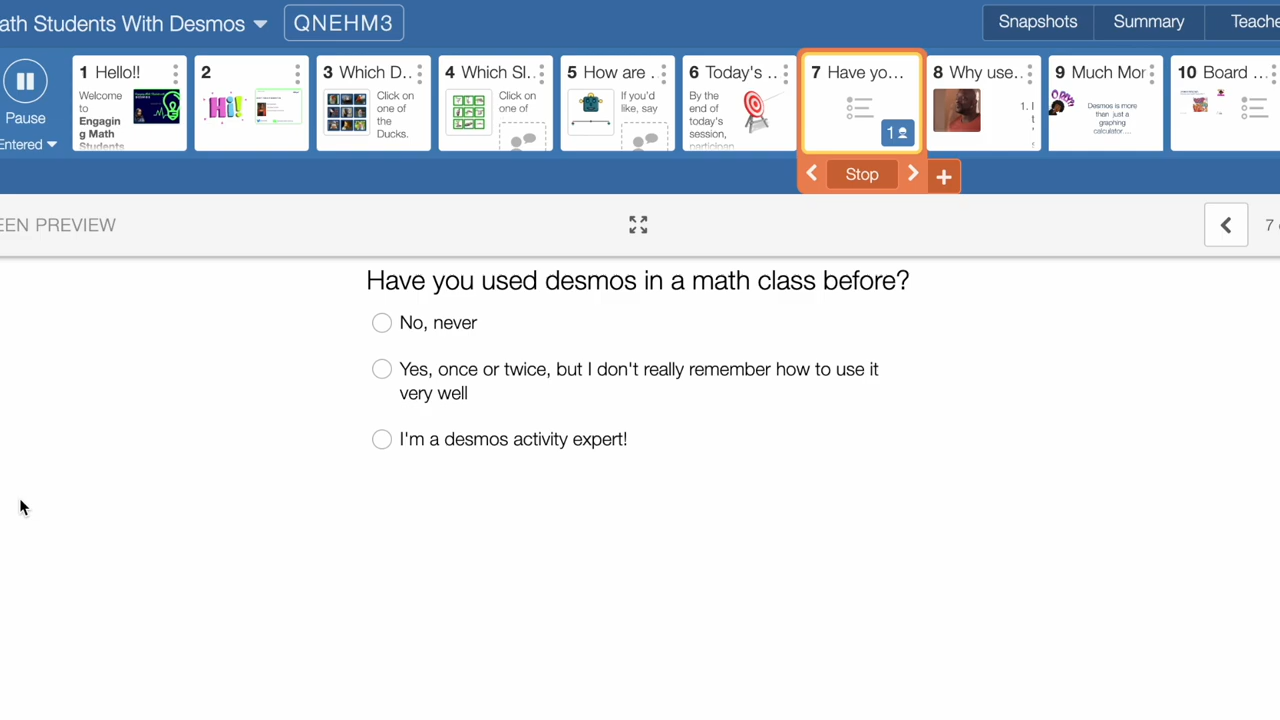 ath Students With Desmos
QNEHM3
Snapshots
Summary
Teache
Pause
Entered
1 Hello!!
Welcome
to
Engagin
g Math
Students
2
Hi!
3 Which D..
Click on
one of
the
Ducks.
4 Which Sl..
Click on
one of
5 How are .
If you'd
like, say
6 Today's ..
By the
end of
today's
session,
participan
7 Have yo...
1
8 Why use..
1. I
9 Much Mor
Desmos is more
than just a
graphing
calculator....
10 Board ...
Stop
EEN PREVIEW
7
Have you used desmos in a math class before?
No, never
Yes, once or twice, but I don't really remember how to use it
very well
I'm a desmos activity expert!